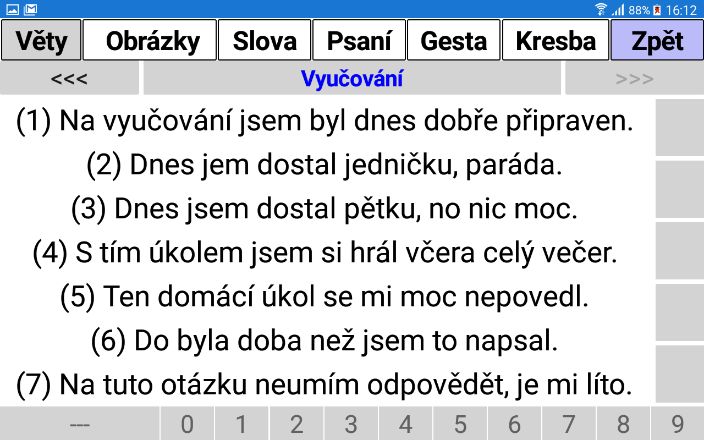 88% 16:12
Věty Obrázky Slova Psaní Gesta Kresba Zpět
<<< Vyučování >>>
(1) Na vyučování jsem byl dnes dobře připraven.
(2) Dnes jem dostal jedničku, paráda.
(3) Dnes jsem dostal pětku, no nic moc.
(4) S tím úkolem jsem si hrál včera celý večer.
(5) Ten domácí úkol se mi moc nepovedl.
(6) Do byla doba než jsem to napsal.
(7) Na tuto otázku neumím odpovědět, je mi líto.
--- 0 1 2 3 4 5 6 7 8 9